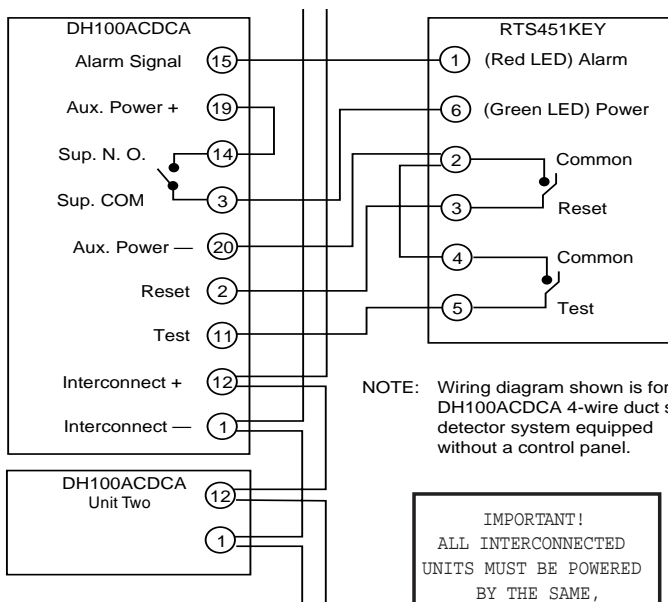 DH100ACDCA
Alarm Signal 15
Aux. Power + 19
Sup. N. O. 14
Sup. COM 3
Aux. Power — 20
Reset 2
Test 11
Interconnect + 12
Interconnect — 1
RTS451KEY
1 (Red LED) Alarm
6 (Green LED) Power
2 Common
3 Reset
4 Common
5 Test
NOTE: Wiring diagram shown is for
DH100ACDCA 4-wire duct s
detector system equipped
without a control panel.
DH100ACDCA
Unit Two
12
1
IMPORTANT!
ALL INTERCONNECTED
UNITS MUST BE POWERED
BY THE SAME,